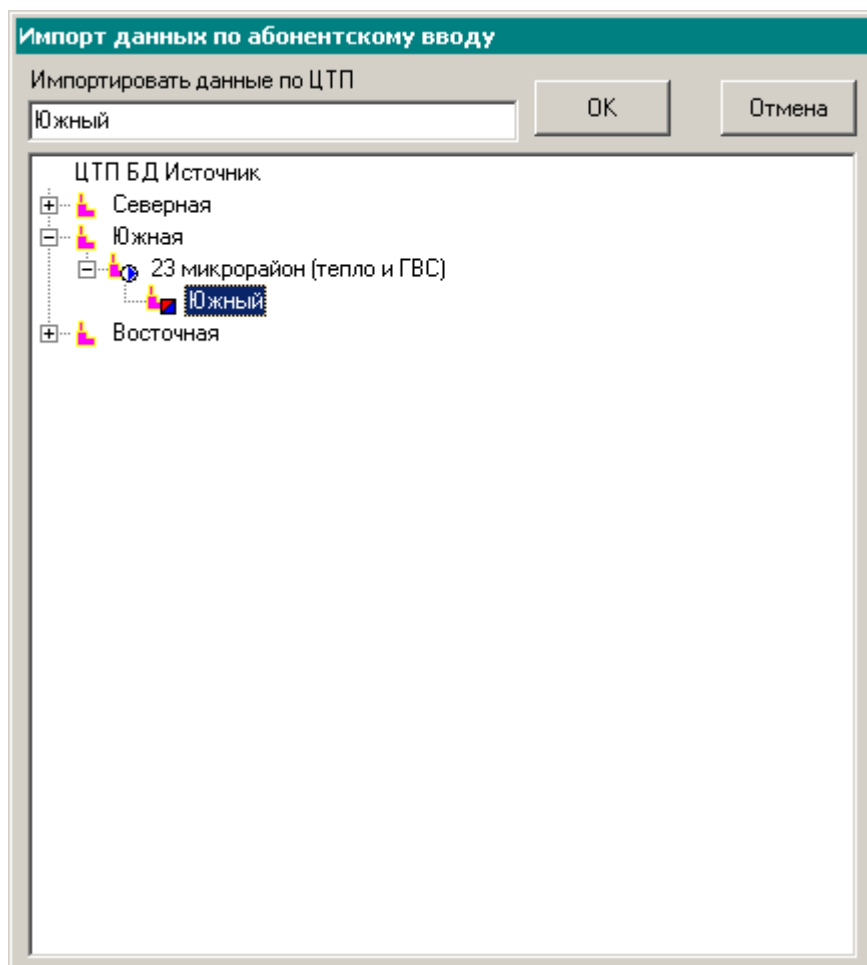 Импорт данных по абонентскому вводу
Импортировать данные по ЦТП
Южный
OK
Отмена
ЦТП БД Источник
Северная
Южная
23 микрорайон (тепло и ГВС)
Южный
Восточная